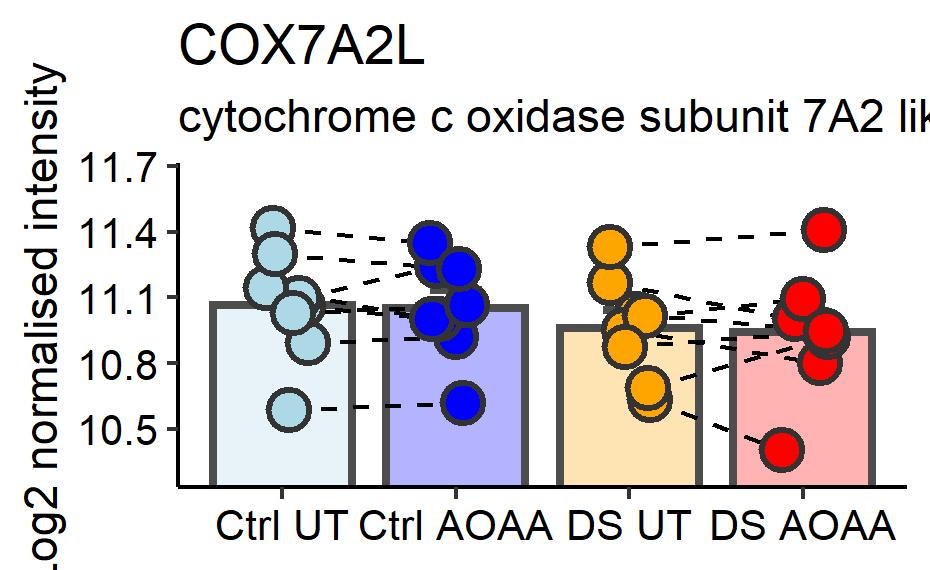 COX7A2L
cytochrome c oxidase subunit 7A2 lik
.og2 normalised intensity
11.7
11.4
11.1
10.8
10.5
Ctrl UT Ctrl AOAA DS UT DS AOAA